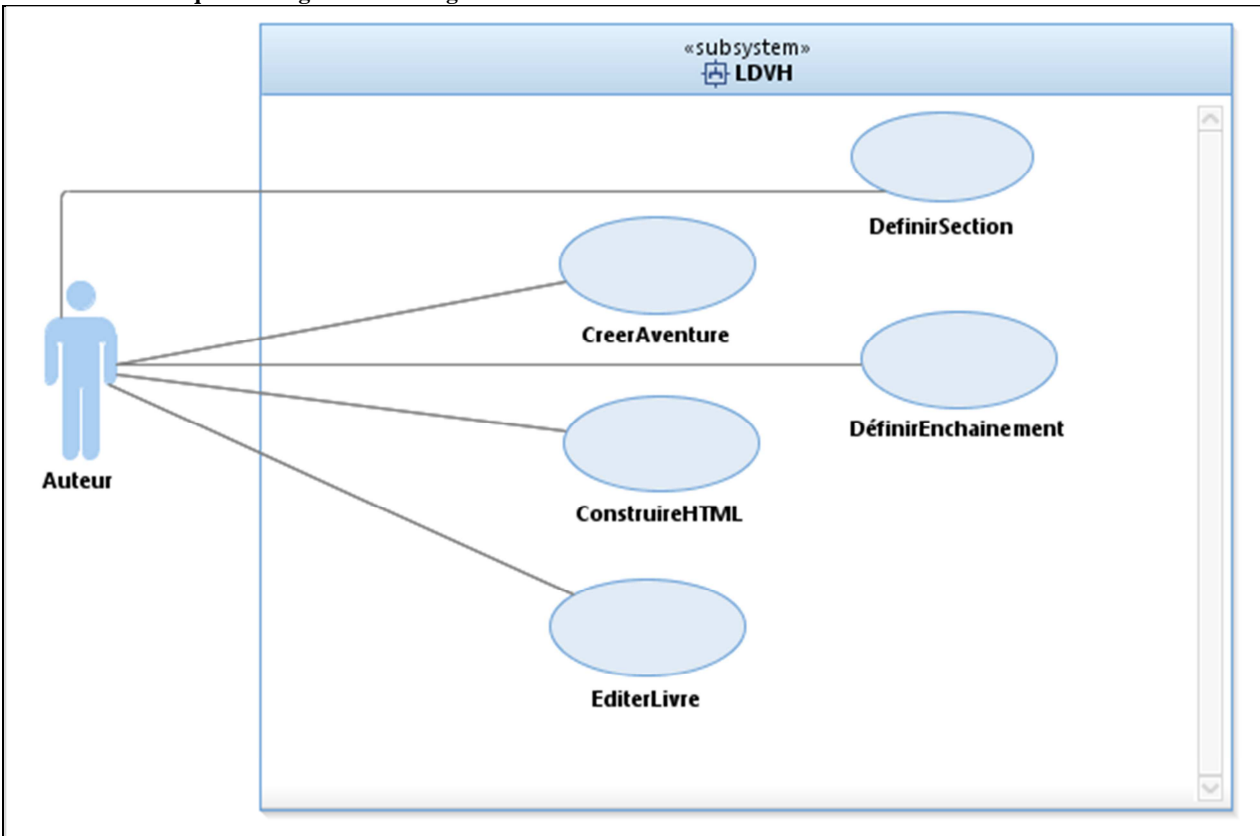 «subsystem»
LDVH
DefinirSection
CreerAventure
DéfinirEnchainement
Auteur
ConstruireHTML
EditerLivre